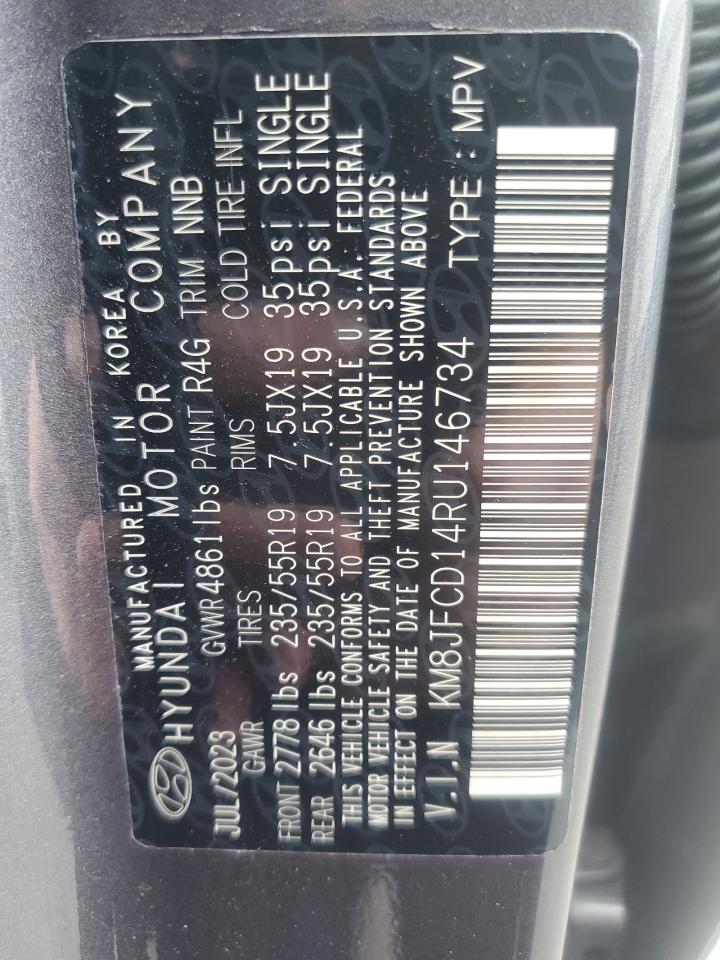 MANUFACTURED IN KOREA BY
HYUNDAI MOTOR COMPANY
JUL/2023 GVWR 4861 lbs PAINT R4G TRIM NNB
GAWR TIRES RIMS COLD TIRE INFL
FRONT 2778 lbs 235/55R19 7.5JX19 35psi SINGLE
REAR 2646 lbs 235/55R19 7.5JX19 35psi SINGLE
THIS VEHICLE CONFORMS TO ALL APPLICABLE U.S.A. FEDERAL
MOTOR VEHICLE SAFETY AND THEFT PREVENTION STANDARDS
IN EFFECT ON THE DATE OF MANUFACTURE SHOWN ABOVE
V.I.N KM8JFCD14RU146734 TYPE: MPV